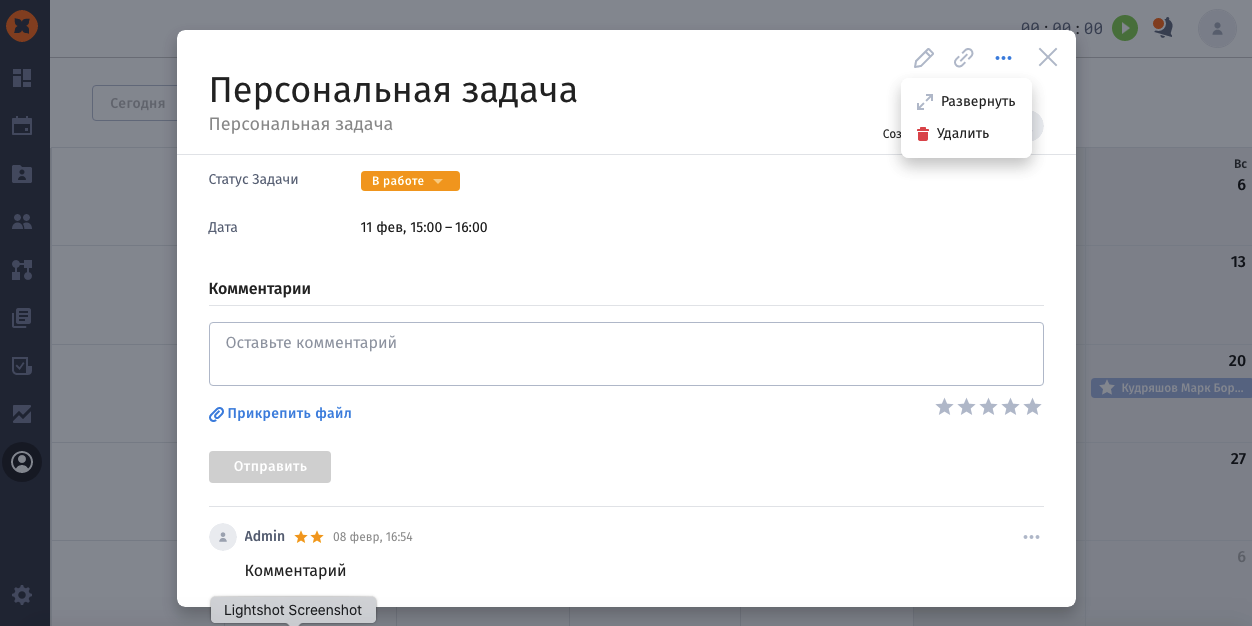 00:00:00
Сегодня
Персональная задача
Персональная задача
Развернуть
Соз
Удалить
Статус Задачи
В работе
Дата
11 фев, 15:00 – 16:00
Вс
6
13
Комментарии
Оставьте комментарий
20
Кудряшов Марк Бор...
Прикрепить файл
27
Отправить
Admin
08 февр, 16:54
Комментарий
6
Lightshot Screenshot